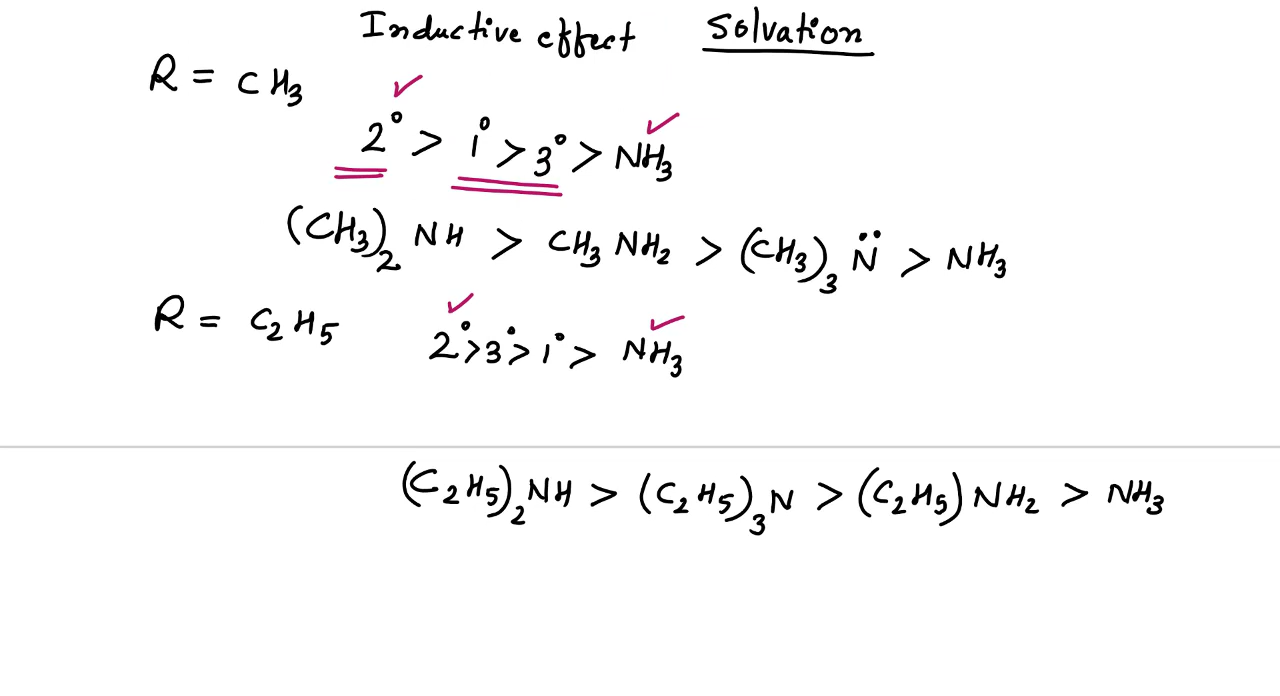 Inductive effect Solvation
R = CH₃
2° > 1° > 3° > NH₃
(CH₃)₂ NH > CH₃ NH₂ > (CH₃)₃ N̈ > NH₃
R = C₂H₅ 2° > 3° > 1° > NH₃
(C₂H₅)₂NH > (C₂H₅)₃N > (C₂H₅) NH₂ > NH₃